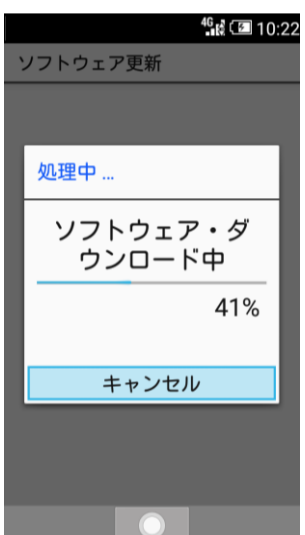 4G 10:22
ソフトウェア更新
処理中 ...
ソフトウェア・ダ
ウンロード中
41%
キャンセル